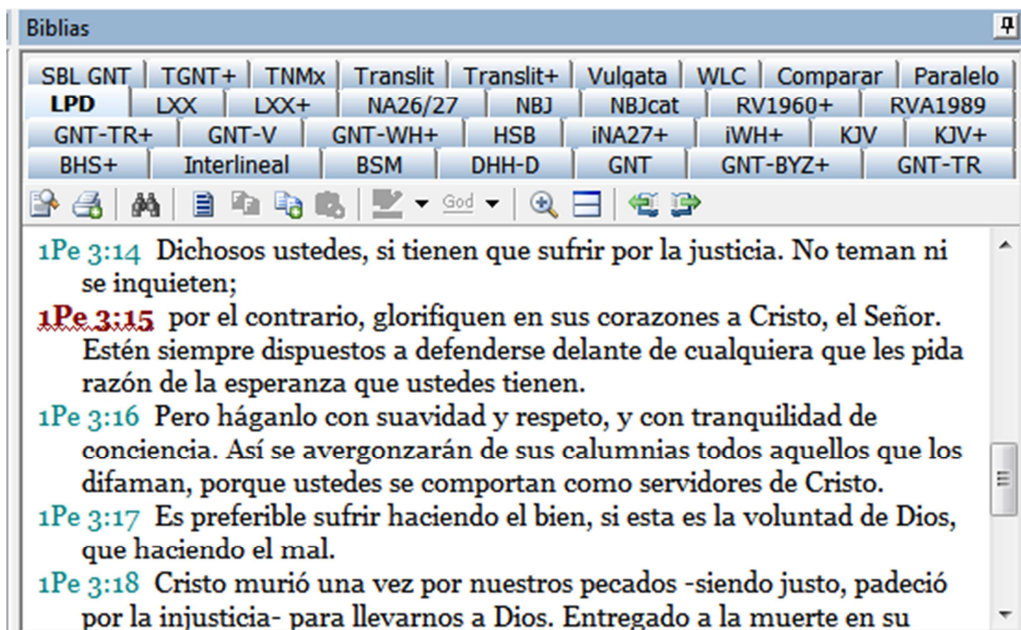 Biblias
SBL GNT TGNT+ TNMx Translit Translit+ Vulgata WLC Comparar Paralelo
LPD LXX LXX+ NA26/27 NBJ NBJcat RV1960+ RVA1989
GNT-TR+ GNT-V GNT-WH+ HSB iNA27+ iWH+ KJV KJV+
BHS+ Interlineal BSM DHH-D GNT GNT-BYZ+ GNT-TR
God
1Pe 3:14 Dichosos ustedes, si tienen que sufrir por la justicia. No teman ni
se inquieten;
1Pe 3:15 por el contrario, glorifiquen en sus corazones a Cristo, el Señor.
Estén siempre dispuestos a defenderse delante de cualquiera que les pida
razón de la esperanza que ustedes tienen.
1Pe 3:16 Pero háganlo con suavidad y respeto, y con tranquilidad de
conciencia. Así se avergonzarán de sus calumnias todos aquellos que los
difaman, porque ustedes se comportan como servidores de Cristo.
1Pe 3:17 Es preferible sufrir haciendo el bien, si esta es la voluntad de Dios,
que haciendo el mal.
1Pe 3:18 Cristo murió una vez por nuestros pecados -siendo justo, padeció
por la injusticia- para llevarnos a Dios. Entregado a la muerte en su